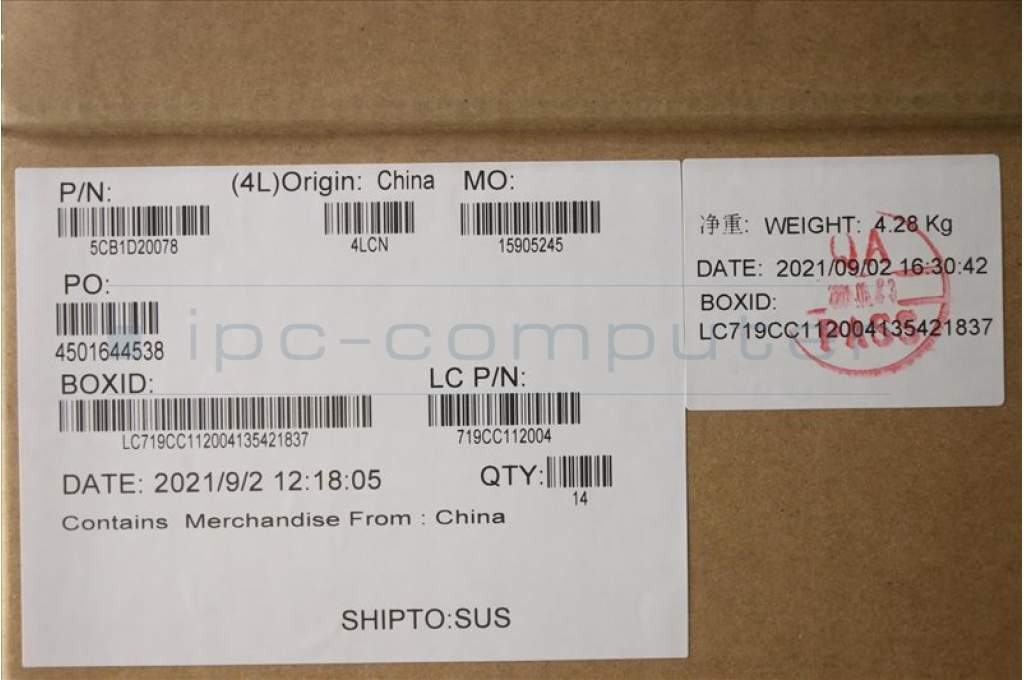 P/N:
5CB1D20078
(4L)Origin: China
4LCN
MO:
15905245
PO:
4501644538
BOXID:
LC719CC112004135421837
LC P/N:
719CC112004
DATE: 2021/9/2 12:18:05
QTY:
14
Contains Merchandise From : China
SHIPTO:SUS
净重: WEIGHT: 4.28 Kg
DATE: 2021/09/02 16:30:42
BOXID:
LC719CC112004135421837
QA
PASS
ipc-computer